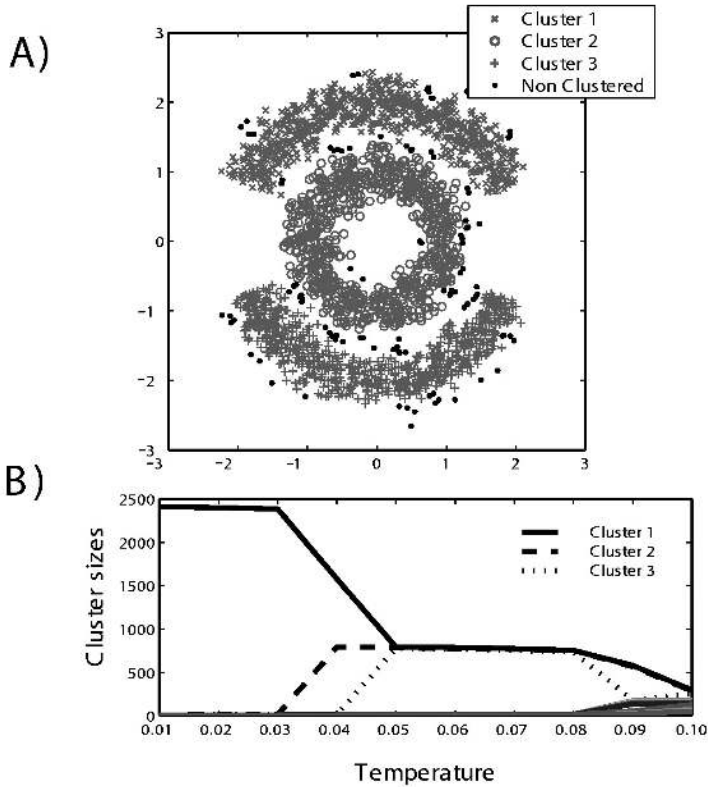 A)
Cluster 1
Cluster 2
Cluster 3
Non Clustered
3
2
1
0
−1
−2
−3
−3 −2 −1 0 1 2 3
B)
Cluster sizes
2500
2000
1500
1000
500
0
Cluster 1
Cluster 2
Cluster 3
0.01 0.02 0.03 0.04 0.05 0.06 0.07 0.08 0.09 0.10
Temperature